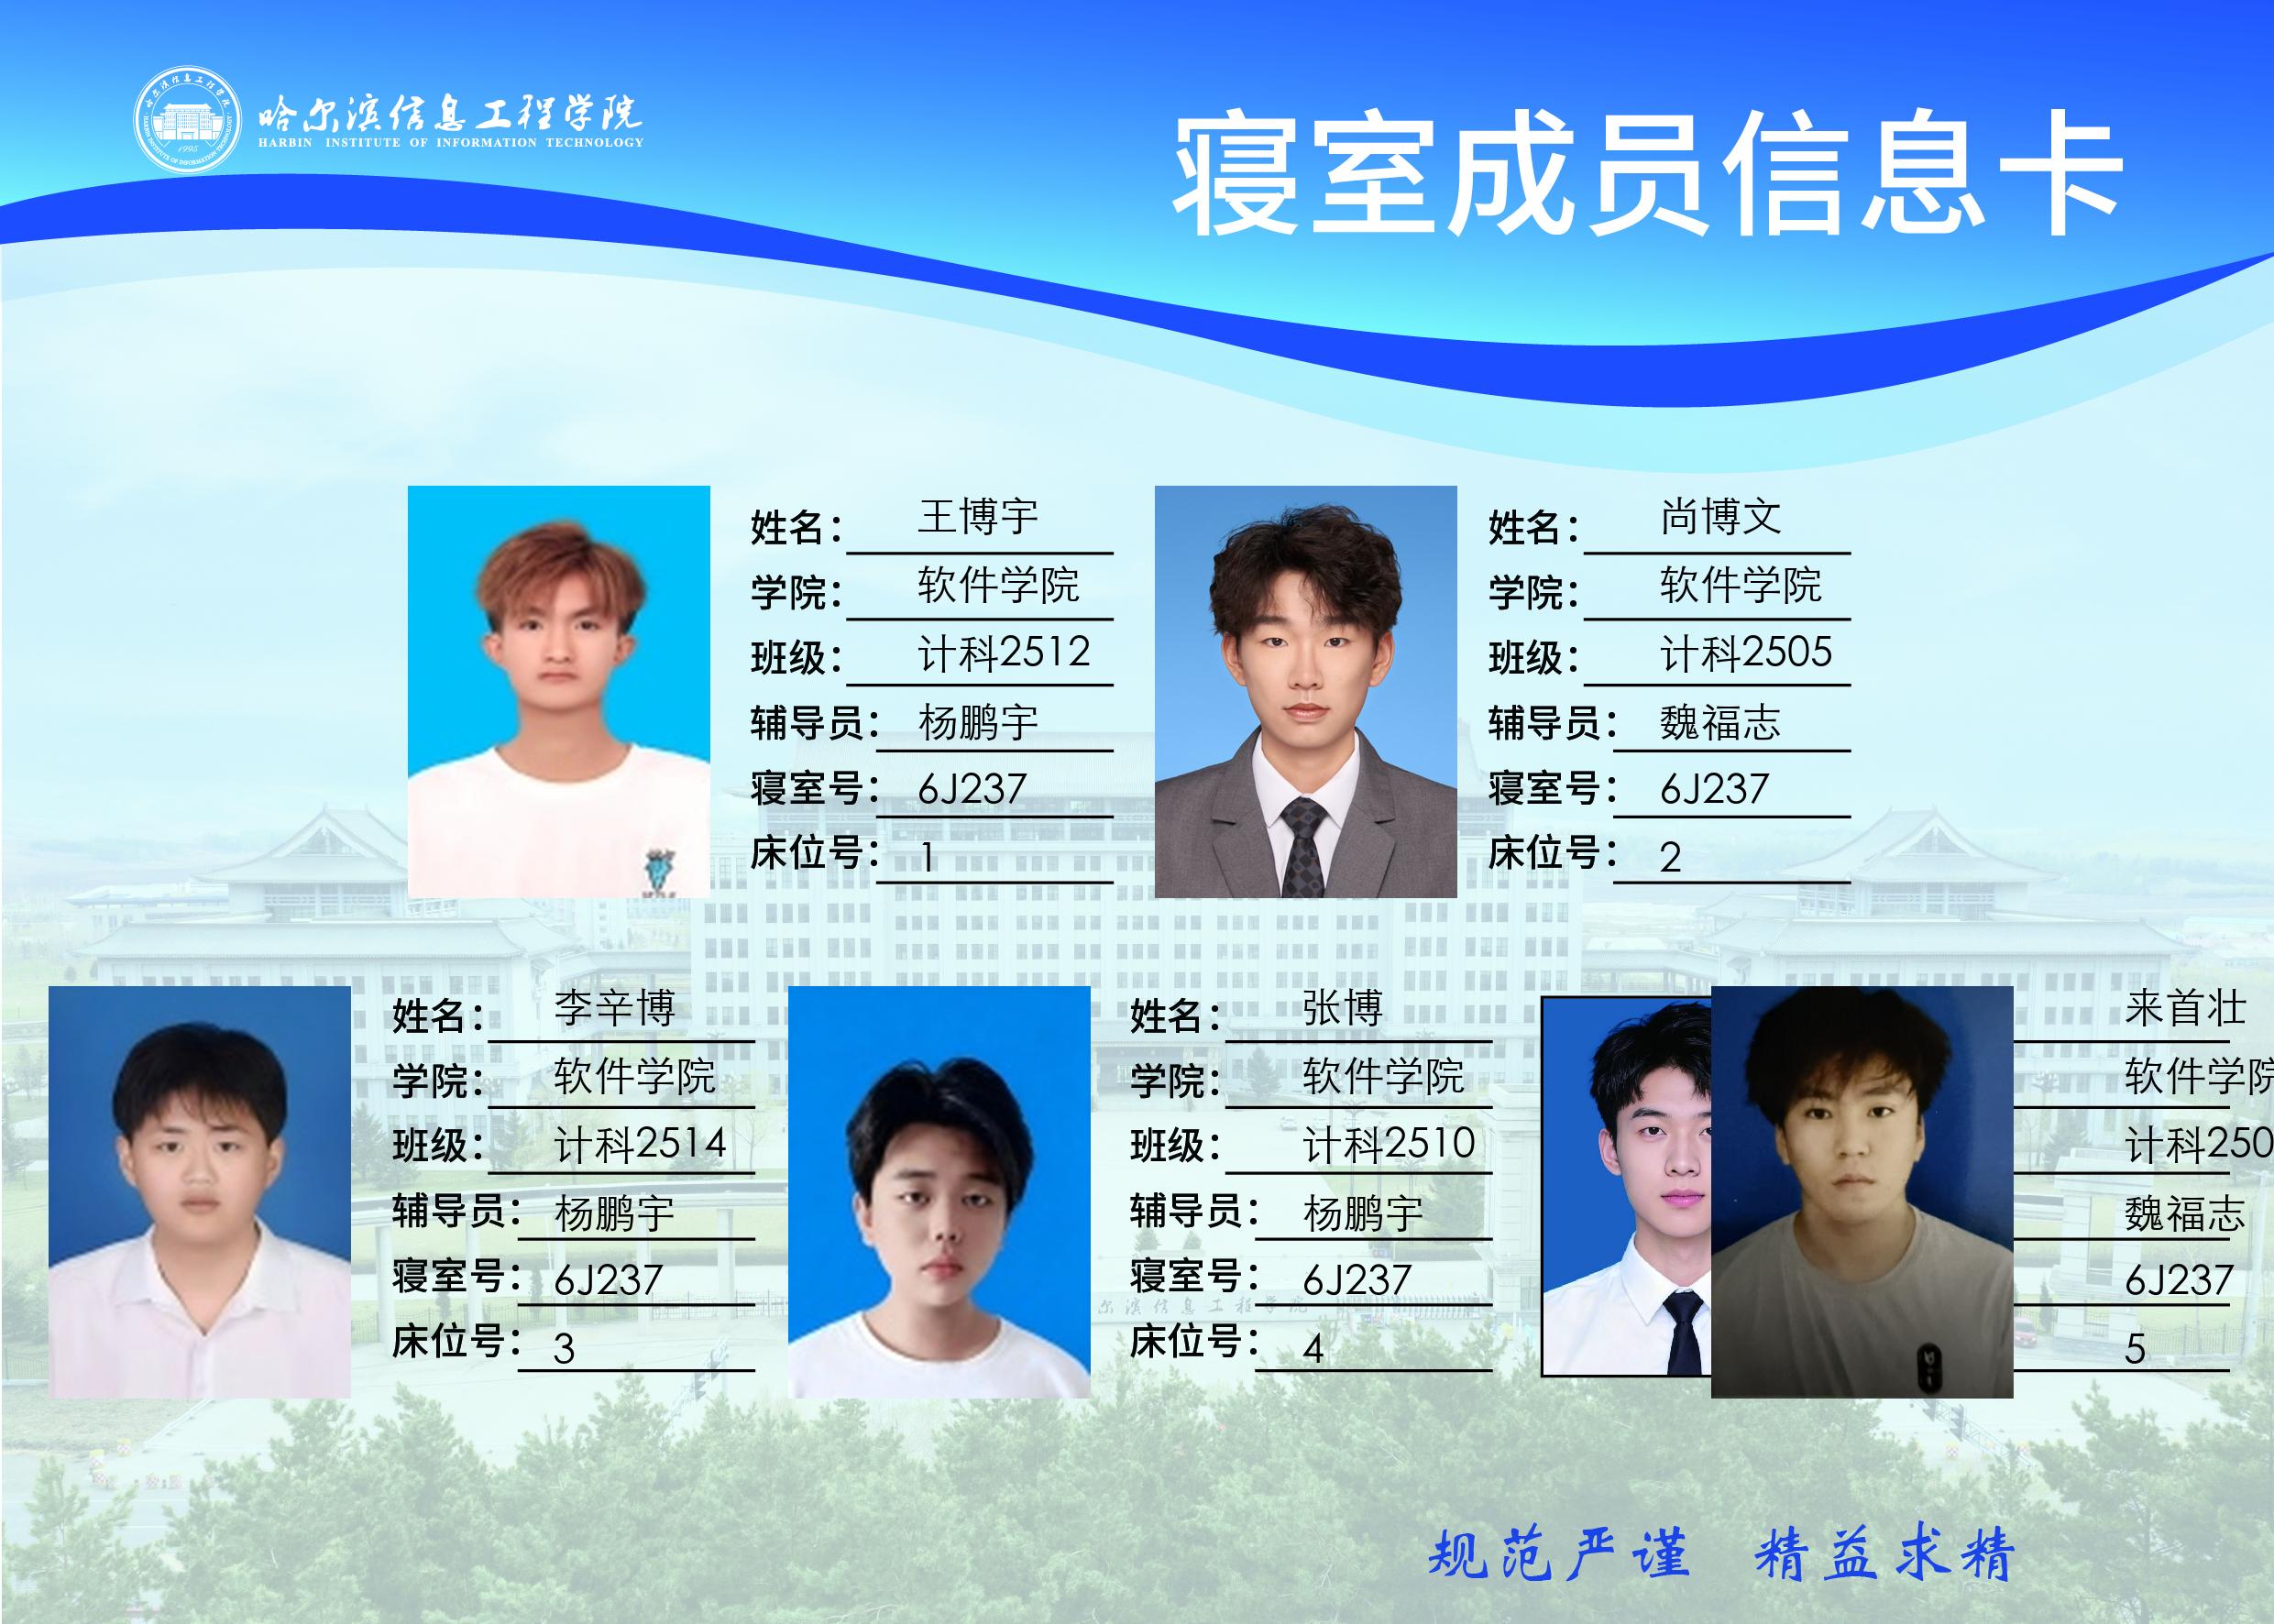 哈尔滨信息工程学院
HARBIN INSTITUTE OF INFORMATION TECHNOLOGY
1995
寝室成员信息卡
姓名： 王博宇
学院： 软件学院
班级： 计科2512
辅导员： 杨鹏宇
寝室号： 6J237
床位号： 1
姓名： 尚博文
学院： 软件学院
班级： 计科2505
辅导员： 魏福志
寝室号： 6J237
床位号： 2
姓名： 李辛博
学院： 软件学院
班级： 计科2514
辅导员： 杨鹏宇
寝室号： 6J237
床位号： 3
姓名： 张博
学院： 软件学院
班级： 计科2510
辅导员： 杨鹏宇
寝室号： 6J237
床位号： 4
来首壮
软件学院
计科250
魏福志
6J237
5
规范严谨 精益求精